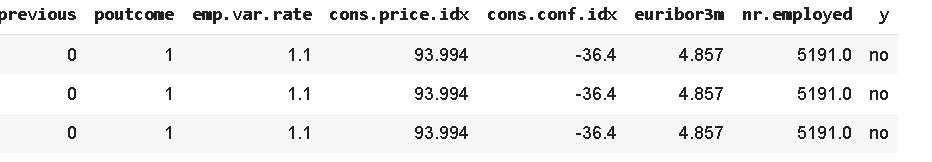 previous poutcome emp.var.rate cons.price.idx cons.conf.idx euribor3m nr.employed y
0 1 1.1 93.994 -36.4 4.857 5191.0 no
0 1 1.1 93.994 -36.4 4.857 5191.0 no
0 1 1.1 93.994 -36.4 4.857 5191.0 no